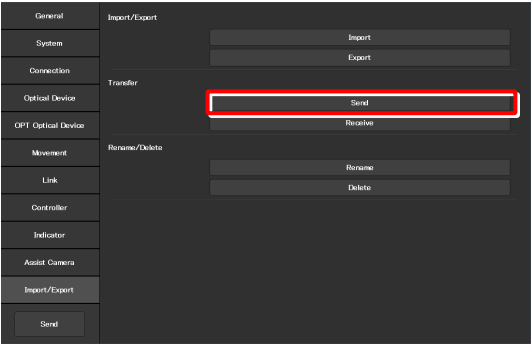 General
System
Connection
Optical Device
OPT Optical Device
Movement
Link
Controller
Indicator
Assist Camera
Import/Export
Send
Import/Export
Import
Export
Transfer
Send
Receive
Rename/Delete
Rename
Delete